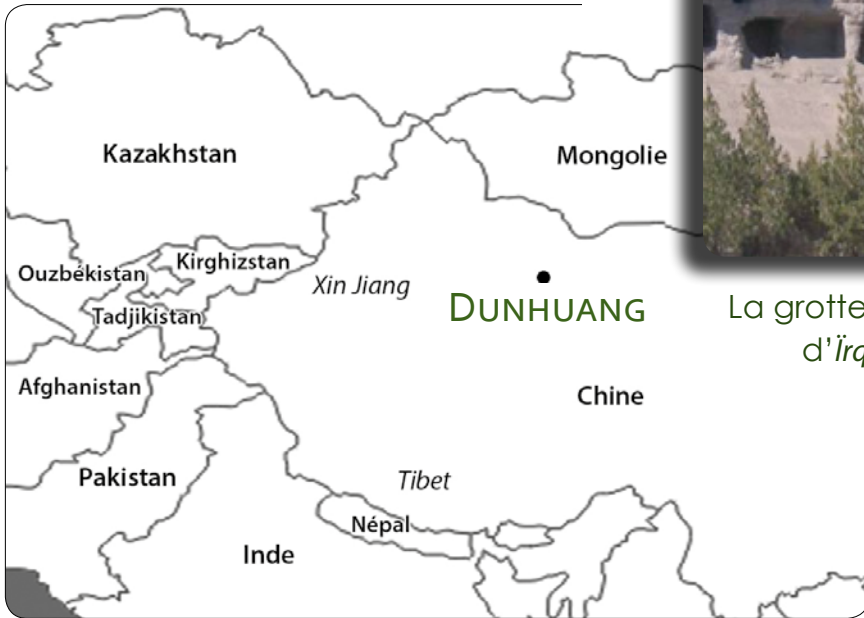 Kazakhstan
Mongolie
Ouzbékistan
Kirghizstan
Xin Jiang
DUNHUANG
Tadjikistan
La grotte
d'Ïrq
Afghanistan
Chine
Pakistan
Tibet
Népal
Inde